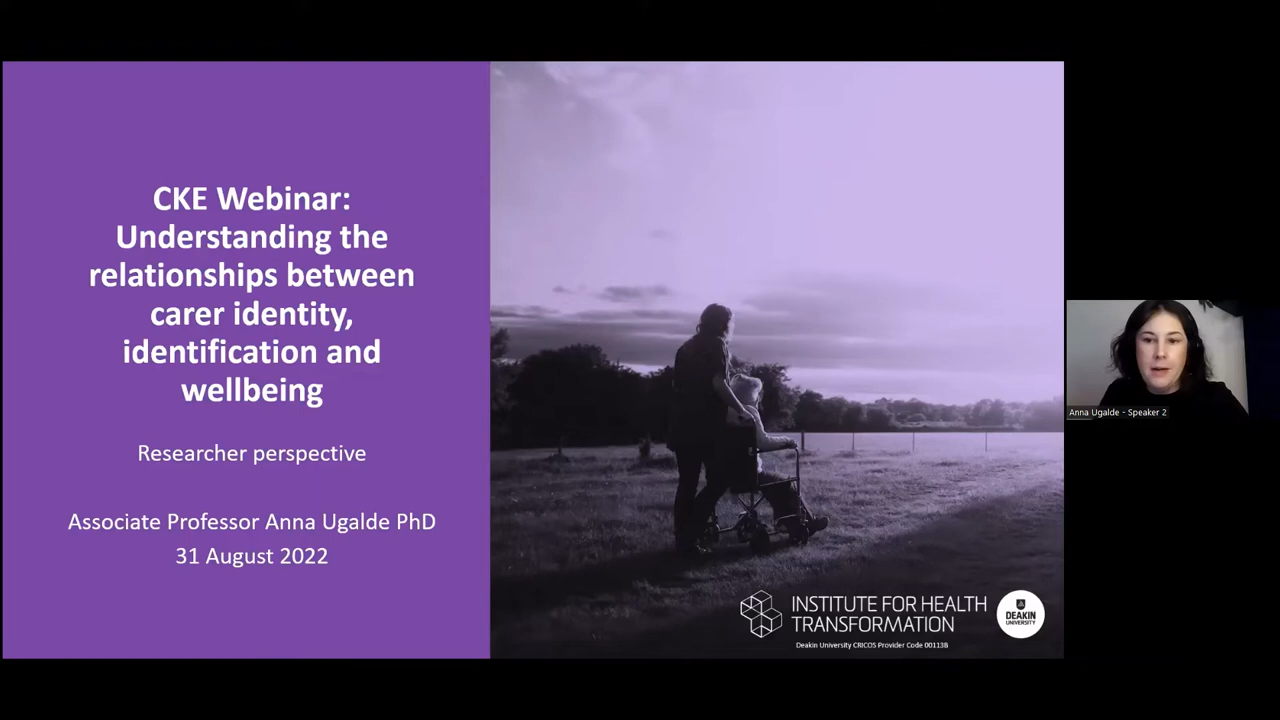 CKE Webinar:
Understanding the
relationships between
carer identity,
identification and
wellbeing
Researcher perspective
Associate Professor Anna Ugalde PhD
31 August 2022
INSTITUTE FOR HEALTH
TRANSFORMATION
DEAKIN
UNIVERSITY
Deakin University CRICOS Provider Code 00113B
Anna Ugalde - Speaker 2